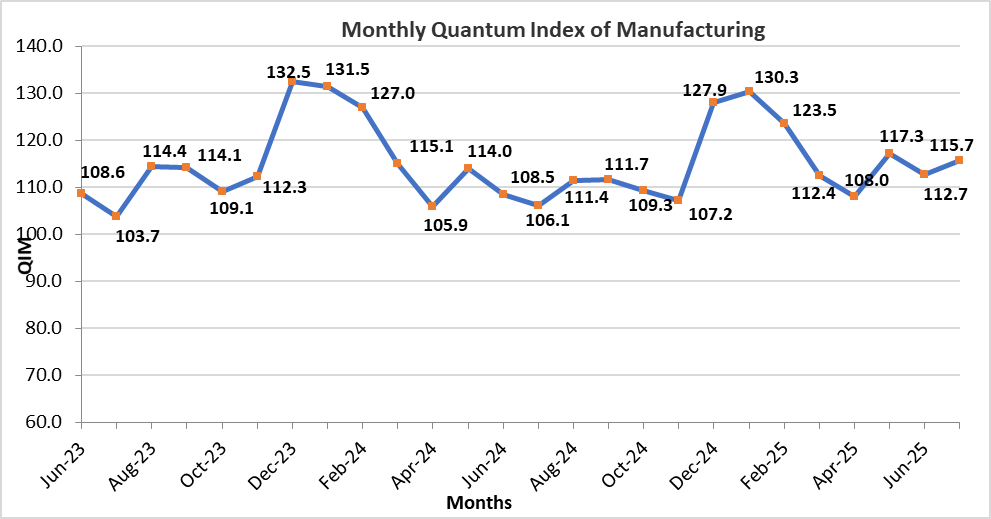 Monthly Quantum Index of Manufacturing
140.0
130.0
120.0
110.0
100.0
90.0
80.0
70.0
60.0
QIM
108.6
103.7
114.4
114.1
109.1
112.3
132.5
131.5
127.0
115.1
105.9
114.0
108.5
106.1
111.4
111.7
109.3
107.2
127.9
130.3
123.5
112.4
108.0
117.3
112.7
115.7
Jun-23
Aug-23
Oct-23
Dec-23
Feb-24
Apr-24
Jun-24
Aug-24
Oct-24
Dec-24
Feb-25
Apr-25
Jun-25
Months